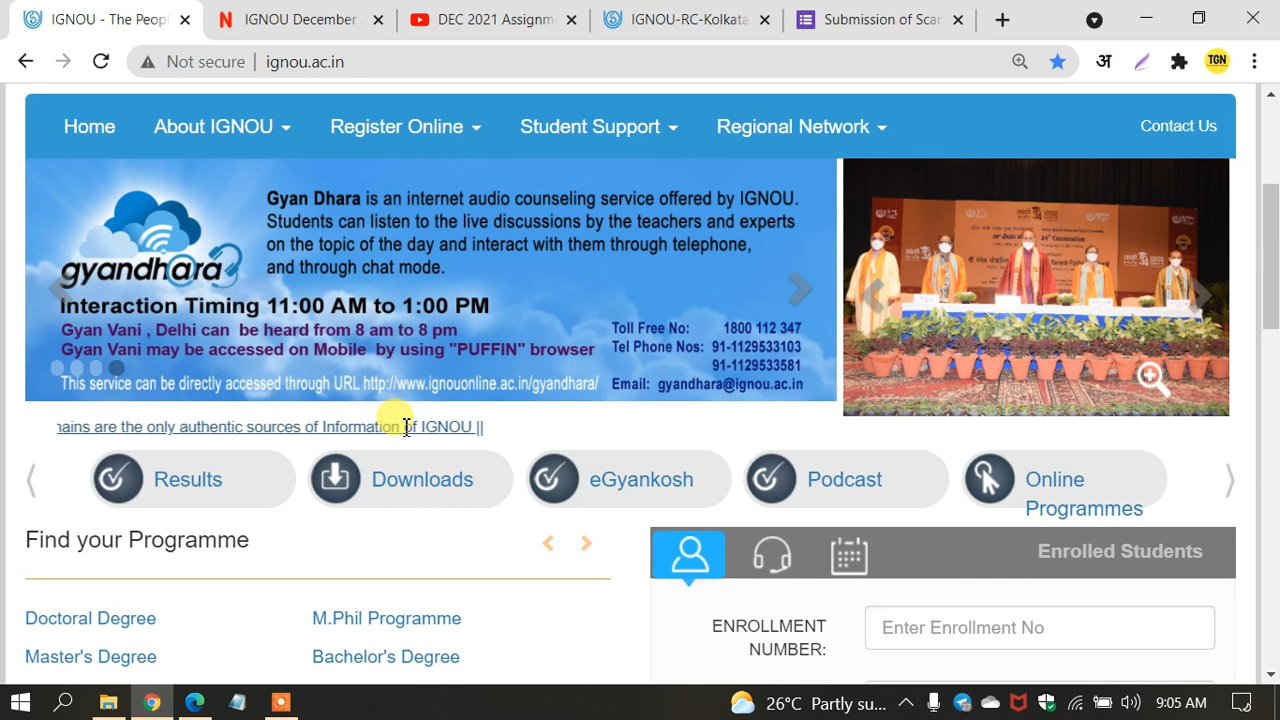 IGNOU - The Peopl
IGNOU December
DEC 2021 Assignm
IGNOU-RC-Kolkata
Submission of Scar
Not secure
ignou.ac.in
अ
TGN
Home
About IGNOU
Register Online
Student Support
Regional Network
Contact Us
gyandhara
Gyan Dhara is an internet audio counseling service offered by IGNOU.
Students can listen to the live discussions by the teachers and experts
on the topic of the day and interact with them through telephone,
and through chat mode.
Interaction Timing 11:00 AM to 1:00 PM
Gyan Vani , Delhi can be heard from 8 am to 8 pm
Gyan Vani may be accessed on Mobile by using "PUFFIN" browser
This service can be directly accessed through URL http://www.ignouonline.ac.in/gyandhara/
Toll Free No: 1800 112 347
Tel Phone Nos: 91-1129533103
91-1129533581
Email: gyandhara@ignou.ac.in
ains are the only authentic sources of Information of IGNOU ||
Results
Downloads
eGyankosh
Podcast
Online
Programmes
Find your Programme
Enrolled Students
Doctoral Degree
M.Phil Programme
Master's Degree
Bachelor's Degree
ENROLLMENT
NUMBER:
Enter Enrollment No
26°C Partly su...
9:05 AM